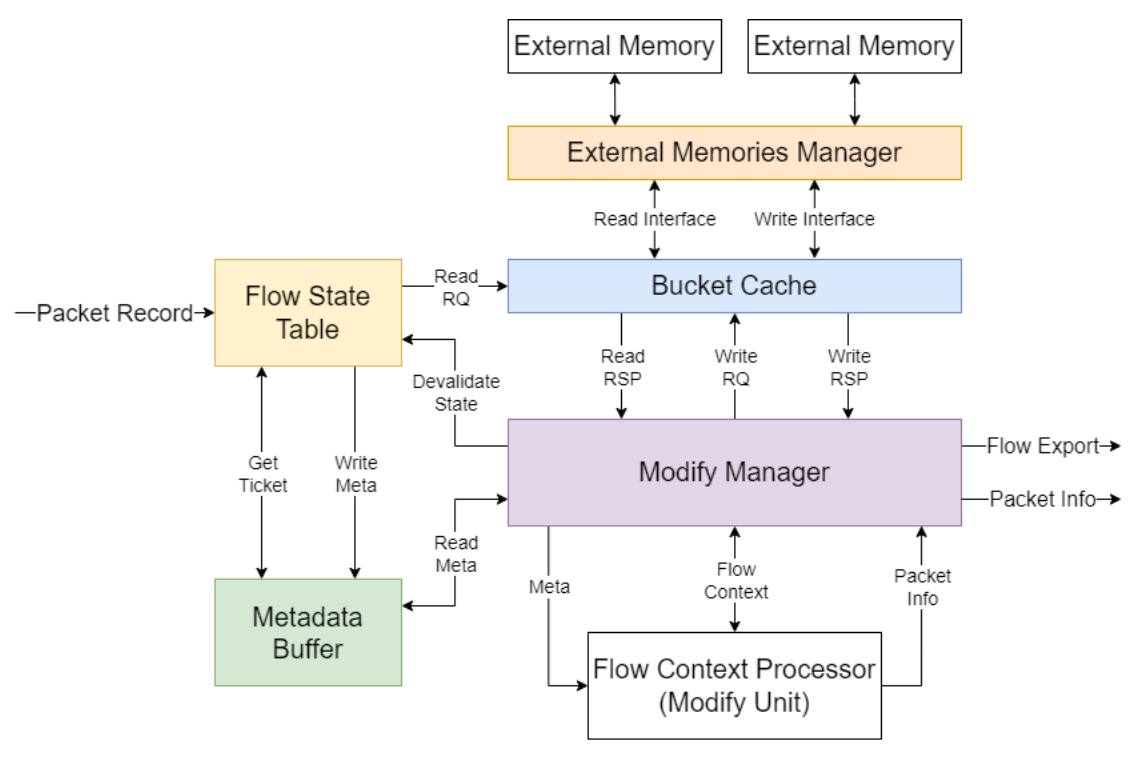 External Memory
External Memory
External Memories Manager
Read Interface
Write Interface
Flow State
Table
Read
RQ
Bucket Cache
Packet Record
Read
RSP
Write
RQ
Write
RSP
Devalidate
State
Modify Manager
Flow Export
Packet Info
Get
Ticket
Write
Meta
Read
Meta
Meta
Flow
Context
Packet
Info
Metadata
Buffer
Flow Context Processor
(Modify Unit)